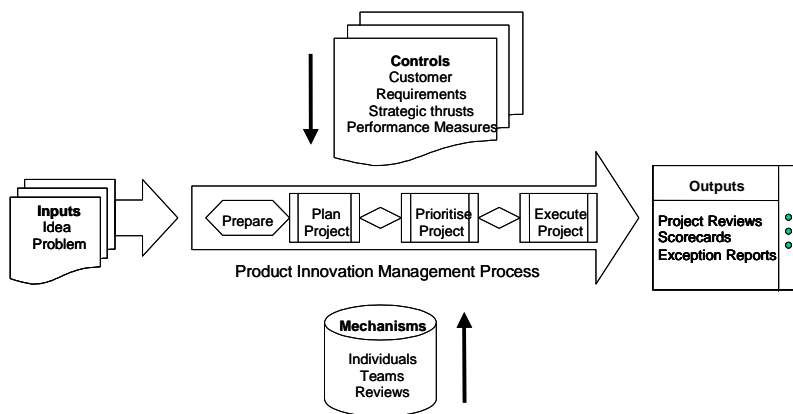 Controls
Customer
Requirements
Strategic thrusts
Performance Measures
Inputs
Idea
Problem
Prepare
Plan
Project
Prioritise
Project
Execute
Project
Product Innovation Management Process
Outputs
Project Reviews
Scorecards
Exception Reports
Mechanisms
Individuals
Teams
Reviews